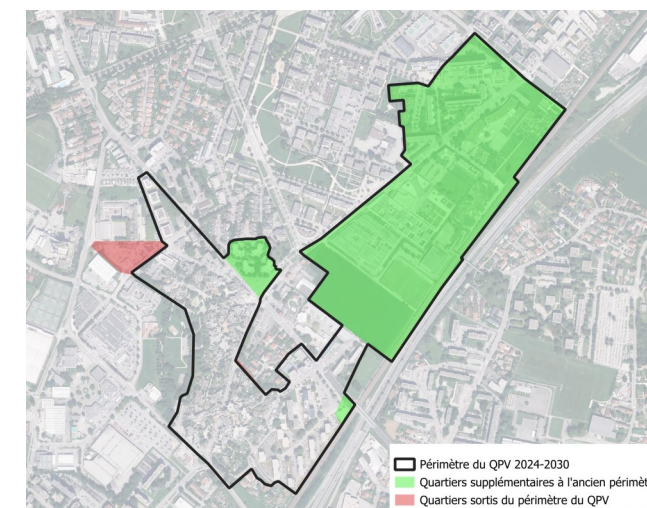 Périmètre du QPV 2024-2030
Quartiers supplémentaires à l'ancien périmèt
Quartiers sortis du périmètre du QPV